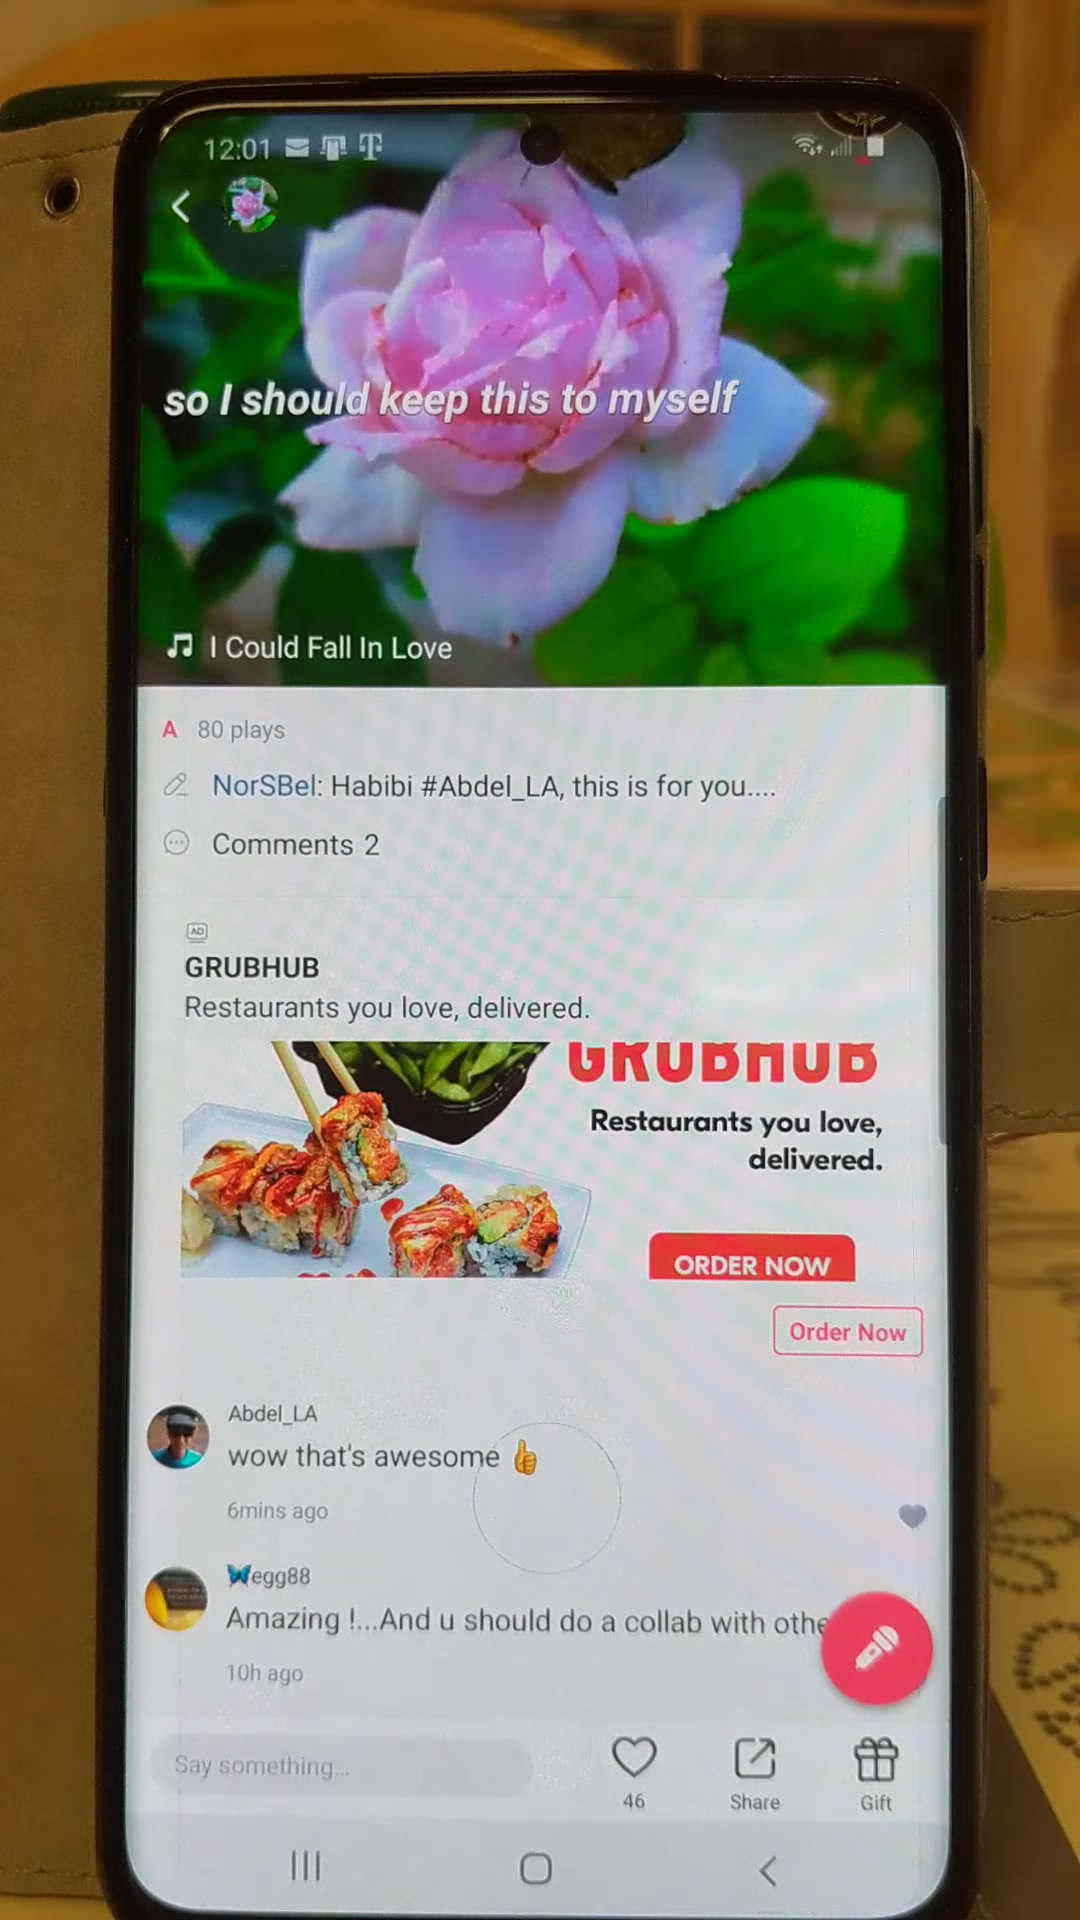 12:01
so I should keep this to myself
I Could Fall In Love
A 80 plays
NorSBel: Habibi #Abdel_LA, this is for you....
Comments 2
AD
GRUBHUB
Restaurants you love, delivered.
GRUBHUB
Restaurants you love,
delivered.
ORDER NOW
Order Now
Abdel_LA
wow that's awesome 👍
6mins ago
🦋egg88
Amazing !...And u should do a collab with othe
10h ago
Say something...
46
Share
Gift